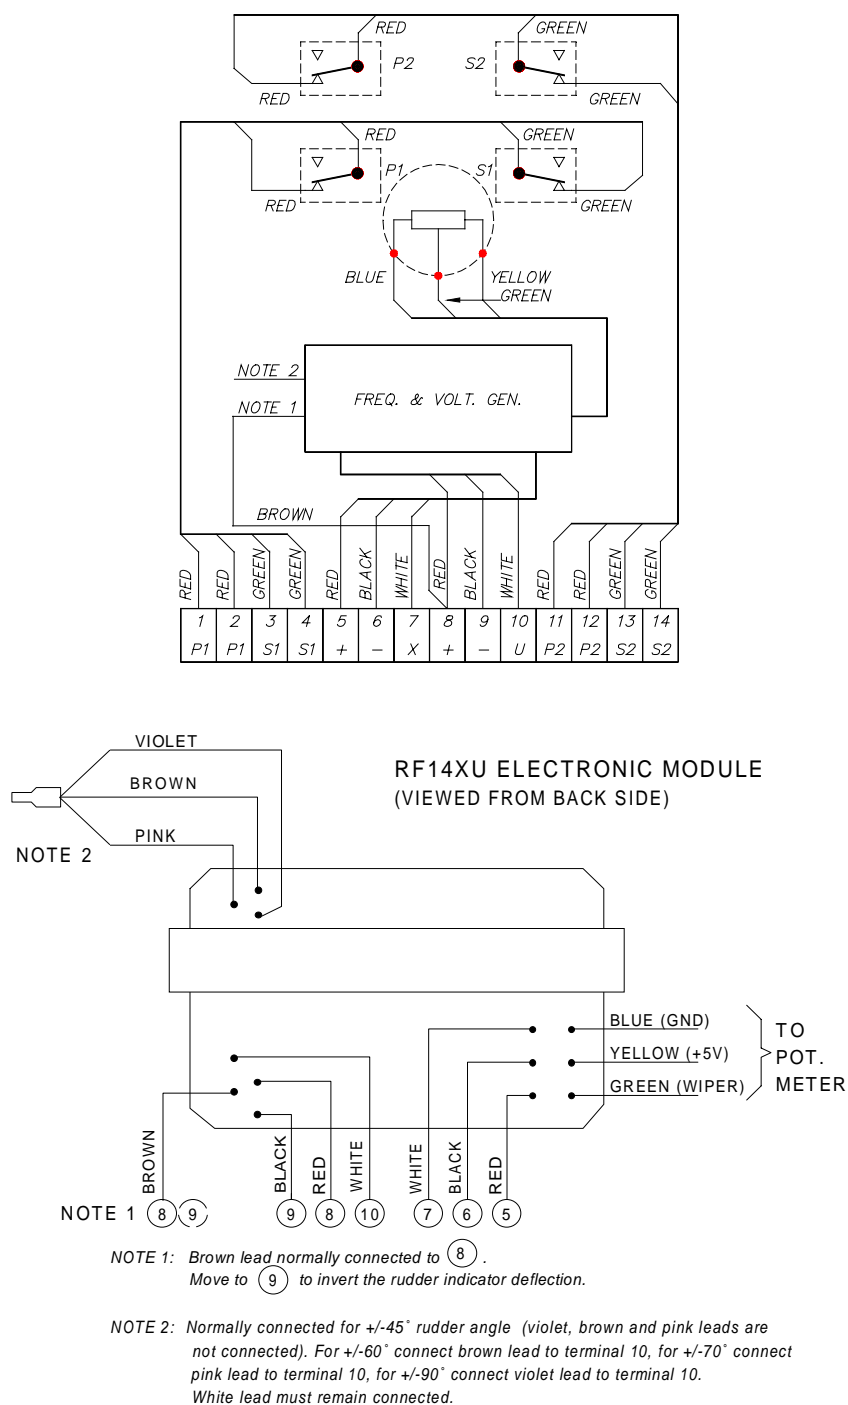 RED GREEN
P2 S2
RED GREEN
RED GREEN
P1 S1
RED GREEN
BLUE YELLOW
GREEN
NOTE 2
NOTE 1
FREQ. & VOLT. GEN.
BROWN
RED RED GREEN GREEN RED BLACK WHITE RED BLACK WHITE RED RED GREEN GREEN
1 2 3 4 5 6 7 8 9 10 11 12 13 14
P1 P1 S1 S1 + - X + - U P2 P2 S2 S2
VIOLET
BROWN
PINK
NOTE 2
RF14XU ELECTRONIC MODULE
(VIEWED FROM BACK SIDE)
BLUE (GND)
YELLOW (+5V)
GREEN (WIPER)
TO
POT.
METER
BROWN BLACK RED WHITE WHITE BLACK RED
NOTE 1 8 9 9 8 10 7 6 5
NOTE 1: Brown lead normally connected to 8 .
Move to 9 to invert the rudder indicator deflection.
NOTE 2: Normally connected for +/-45° rudder angle (violet, brown and pink leads are
not connected). For +/-60° connect brown lead to terminal 10, for +/-70° connect
pink lead to terminal 10, for +/-90° connect violet lead to terminal 10.
White lead must remain connected.